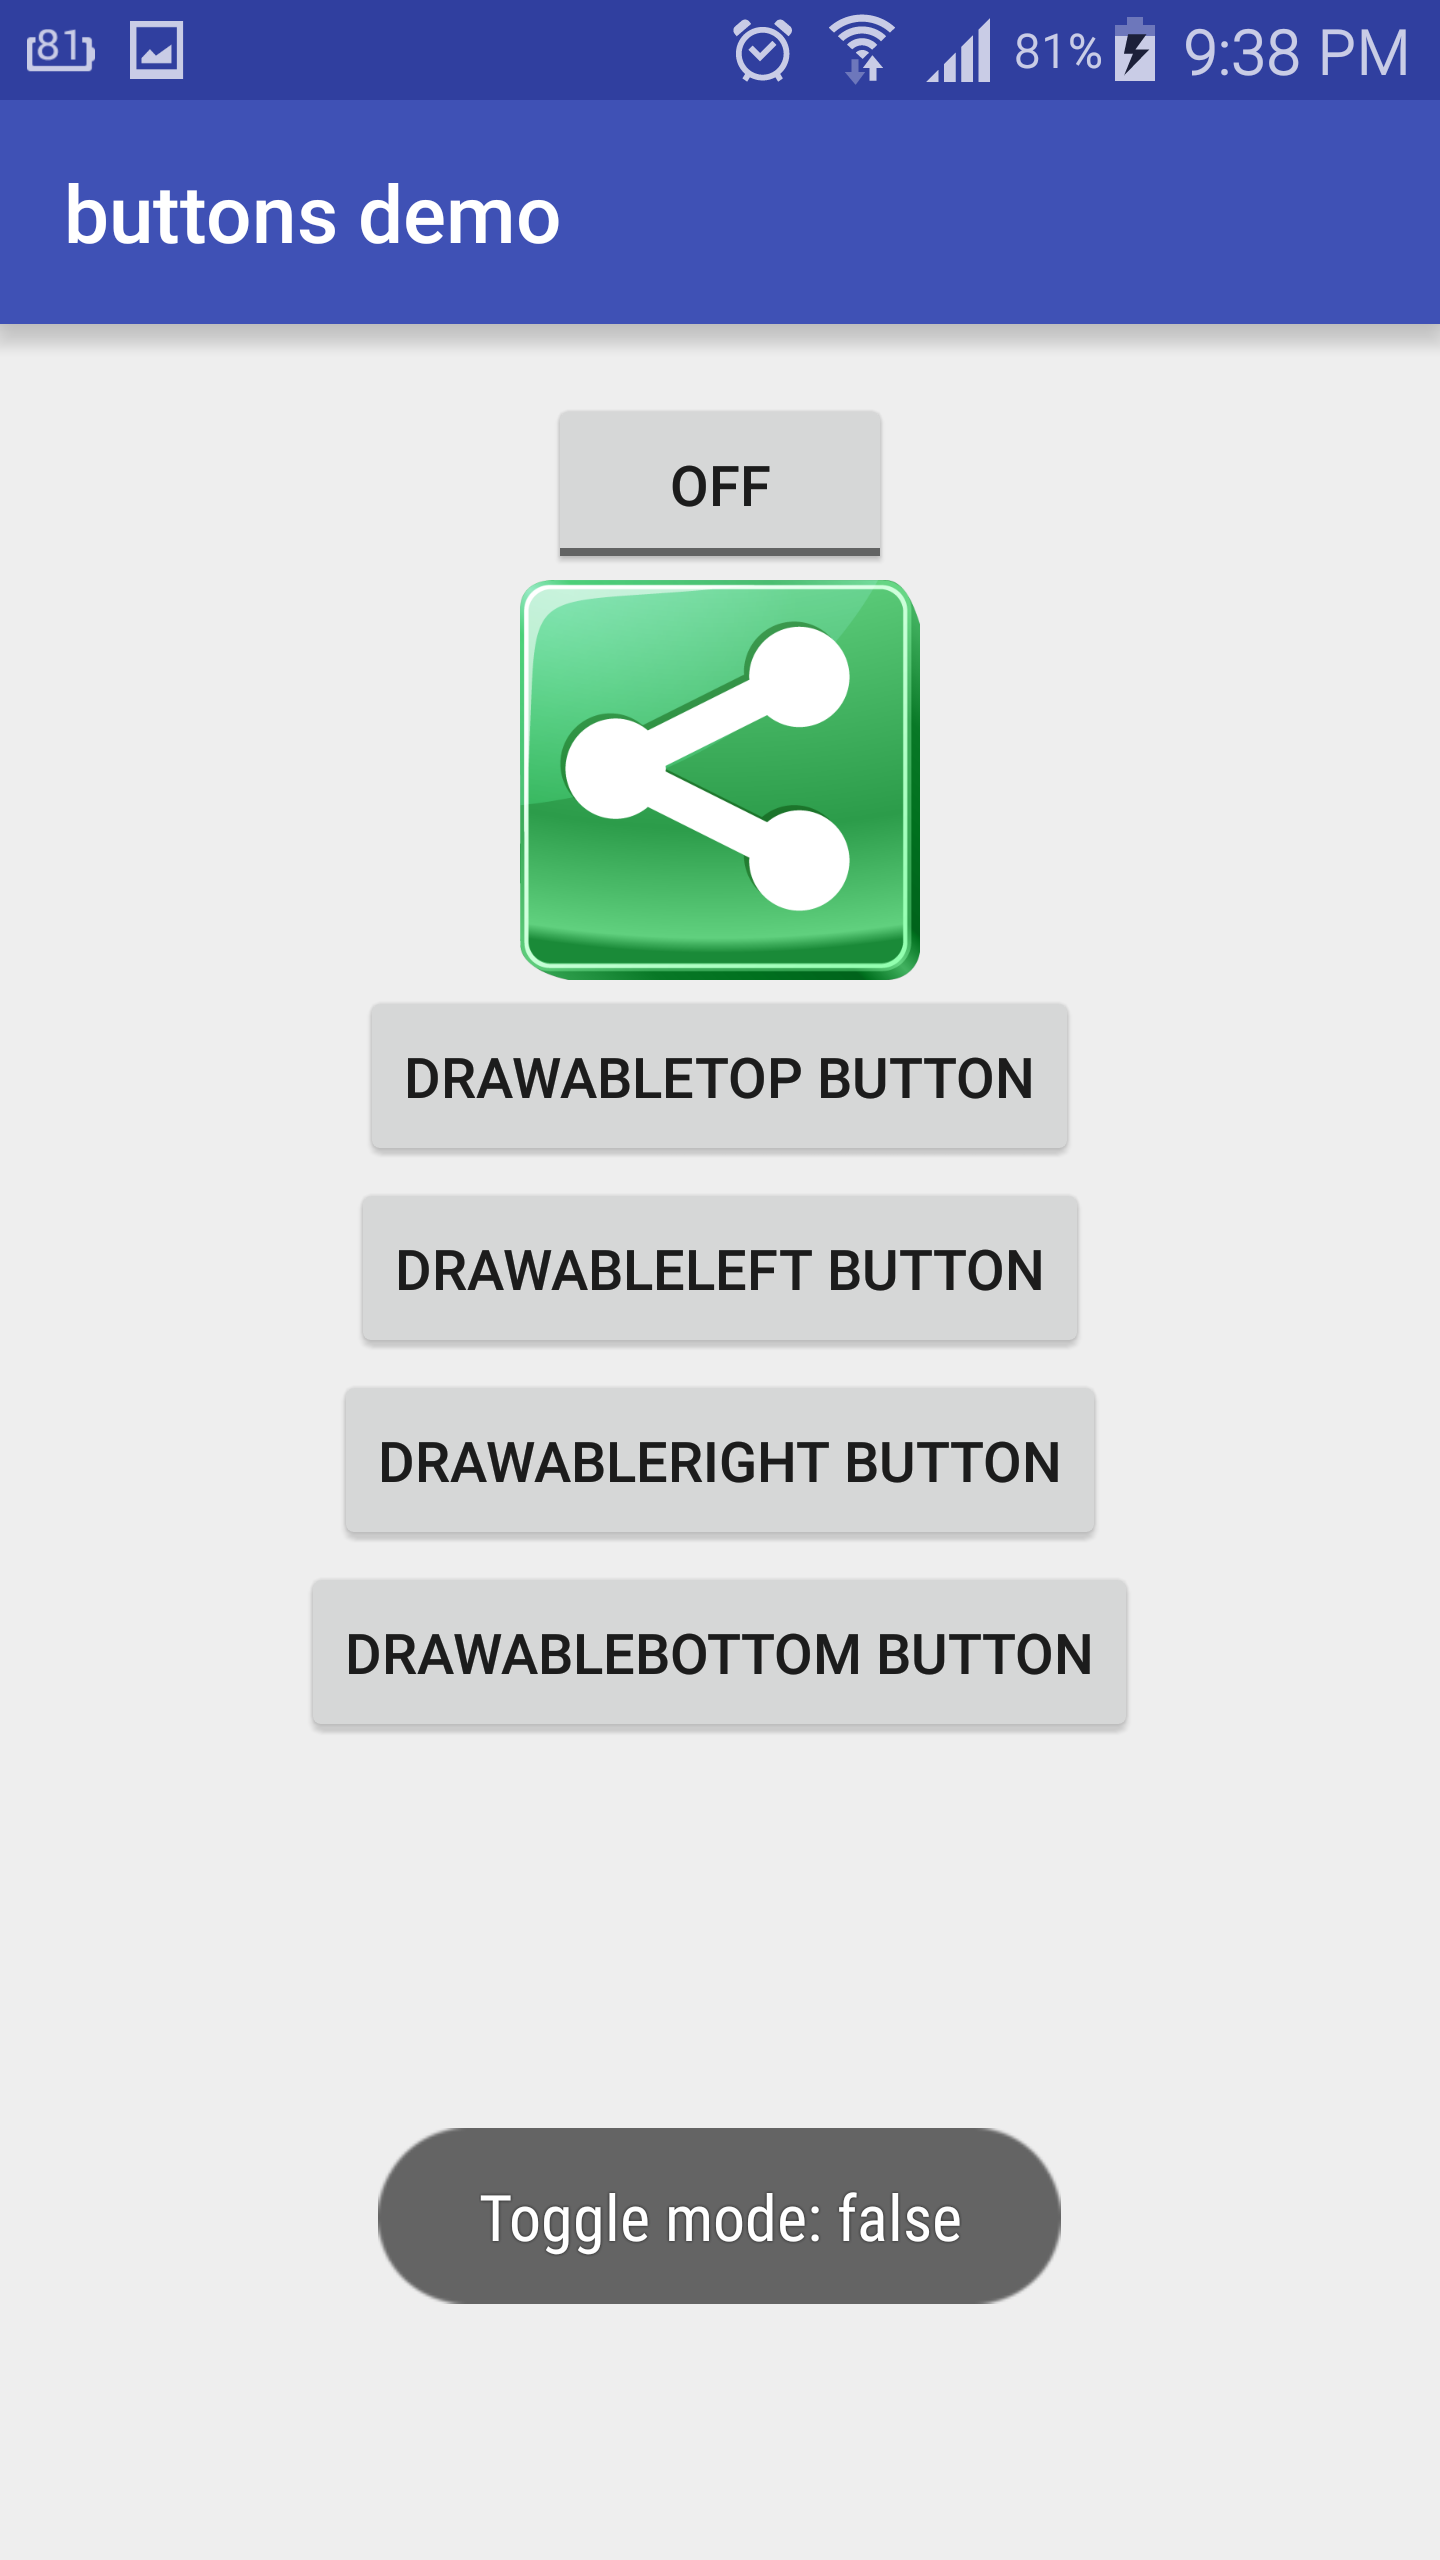 81 81% 9:38 PM
buttons demo
OFF
DRAWABLETOP BUTTON
DRAWABLELEFT BUTTON
DRAWABLERIGHT BUTTON
DRAWABLEBOTTOM BUTTON
Toggle mode: false